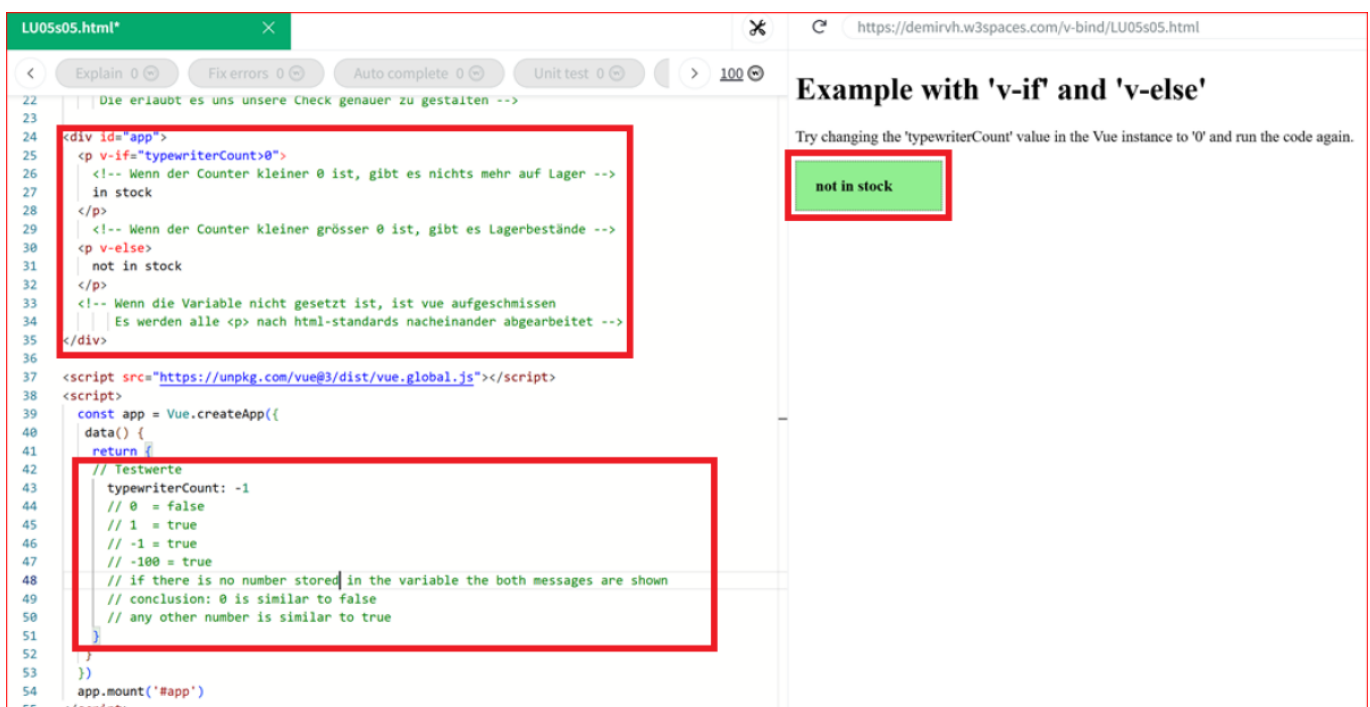 LU05s05.html*
https://demirvh.w3spaces.com/v-bind/LU05s05.html
Explain 0
Fix errors 0
Auto complete 0
Unit test 0
100
22 Die erlaubt es uns unsere Check genauer zu gestalten -->
23
24 <div id="app">
25 <p v-if="typewriterCount>0">
26 <!-- Wenn der Counter kleiner 0 ist, gibt es nichts mehr auf Lager -->
27 in stock
28 </p>
29 <!-- Wenn der Counter kleiner grösser 0 ist, gibt es Lagerbestände -->
30 <p v-else>
31 not in stock
32 </p>
33 <!-- Wenn die Variable nicht gesetzt ist, ist vue aufgeschmissen
34 Es werden alle <p> nach html-standards nacheinander abgearbeitet -->
35 </div>
36
37 <script src="https://unpkg.com/vue@3/dist/vue.global.js"></script>
38 <script>
39 const app = Vue.createApp({
40 data() {
41 return {
42 // Testwerte
43 typewriterCount: -1
44 // 0 = false
45 // 1 = true
46 // -1 = true
47 // -100 = true
48 // if there is no number stored in the variable the both messages are shown
49 // conclusion: 0 is similar to false
50 // any other number is similar to true
51 }
52 }
53 })
54 app.mount('#app')
Example with 'v-if' and 'v-else'
Try changing the 'typewriterCount' value in the Vue instance to '0' and run the code again.
not in stock